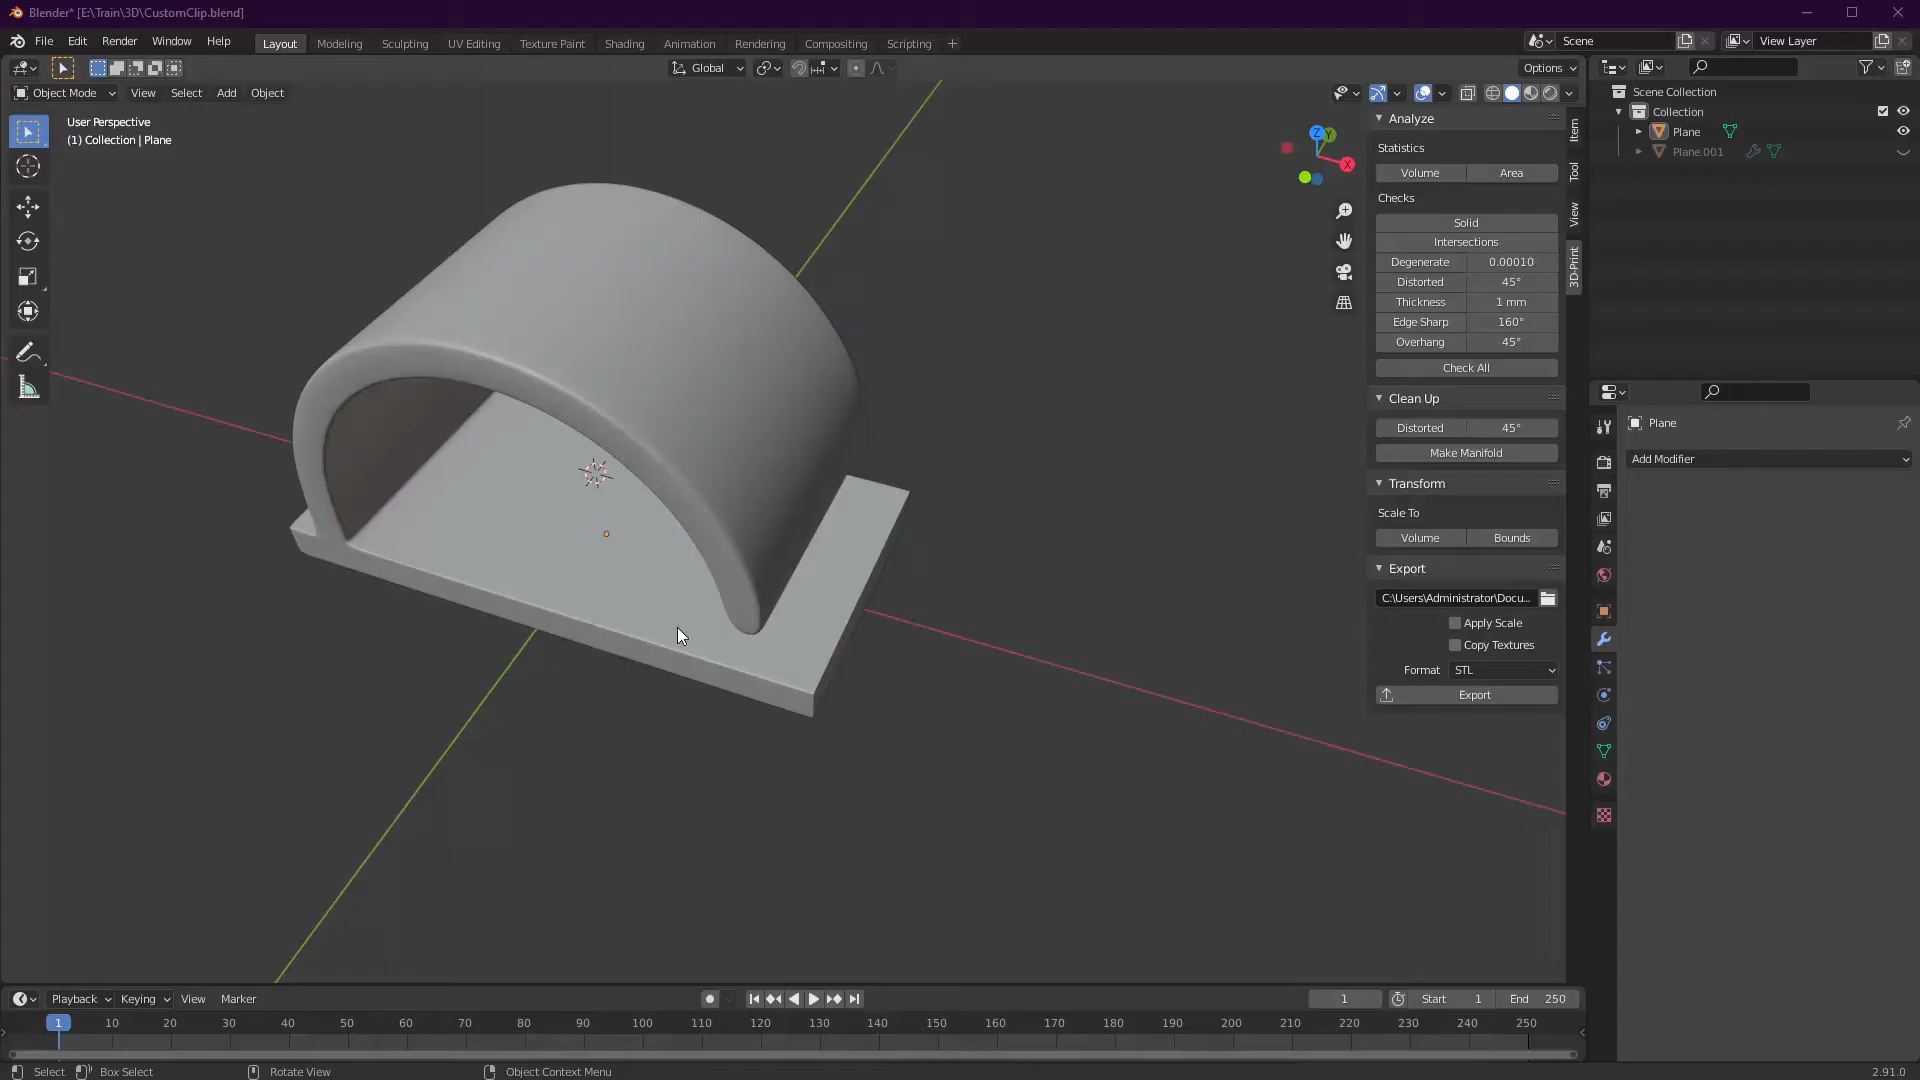 Blender* [E:\Train\3D\CustomClip.blend]
File Edit Render Window Help Layout Modeling Sculpting UV Editing Texture Paint Shading Animation Rendering Compositing Scripting + Scene View Layer
Global Options
Object Mode View Select Add Object
User Perspective
(1) Collection | Plane
Z Y X
Analyze
Statistics
Volume Area
Checks
Solid
Intersections
Degenerate 0.00010
Distorted 45°
Thickness 1 mm
Edge Sharp 160°
Overhang 45°
Check All
Clean Up
Distorted 45°
Make Manifold
Transform
Scale To
Volume Bounds
Export
C:\Users\Administrator\Docu...
Apply Scale
Copy Textures
Format STL
Export
Item
Tool
View
3D-Print
Scene Collection
Collection
Plane
Plane.001
Plane
Add Modifier
Playback Keying View Marker 1 Start 1 End 250
1 10 20 30 40 50 60 70 80 90 100 110 120 130 140 150 160 170 180 190 200 210 220 230 240 250
Select Box Select Rotate View Object Context Menu 2.91.0